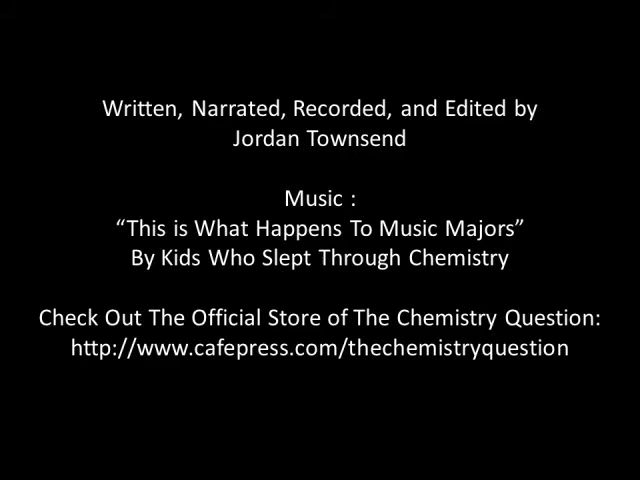 Written, Narrated, Recorded, and Edited by
Jordan Townsend
Music :
“This is What Happens To Music Majors”
By Kids Who Slept Through Chemistry
Check Out The Official Store of The Chemistry Question:
http://www.cafepress.com/thechemistryquestion